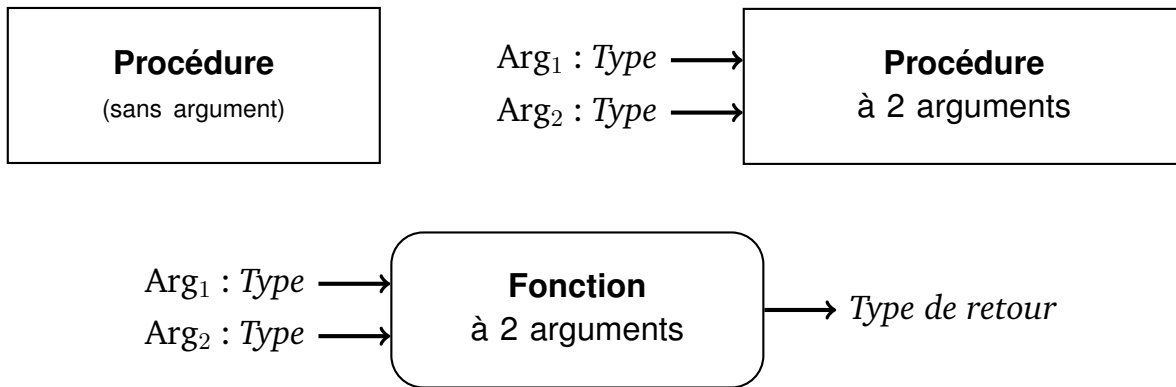 Procédure
(sans argument)
Arg₁ : Type
Arg₂ : Type
Procédure
à 2 arguments
Arg₁ : Type
Arg₂ : Type
Fonction
à 2 arguments
Type de retour